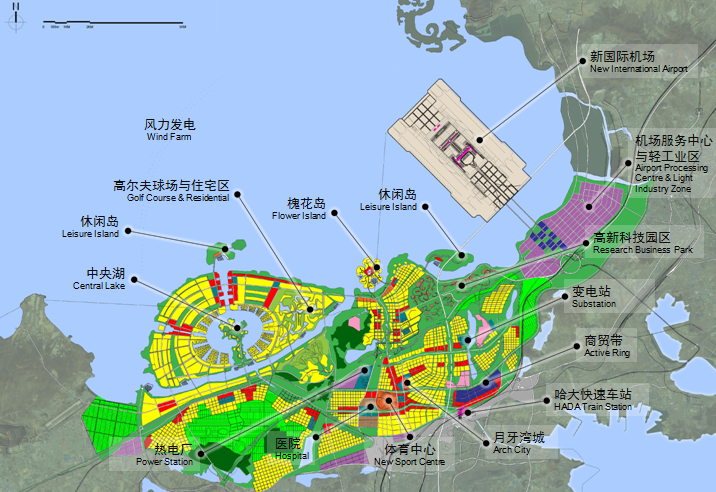 新国际机场
New International Airport
风力发电
Wind Farm
机场服务中心
与轻工业区
Airport Processing
Centre & Light
Industry Zone
高尔夫球场与住宅区
Golf Course & Residential
槐花岛
Flower Island
休闲岛
Leisure Island
休闲岛
Leisure Island
高新科技园区
Research Business Park
中央湖
Central Lake
变电站
Substation
商贸带
Active Ring
哈大快速车站
HADA Train Station
热电厂
Power Station
医院
Hospital
体育中心
New Sport Centre
月牙湾城
Arch City